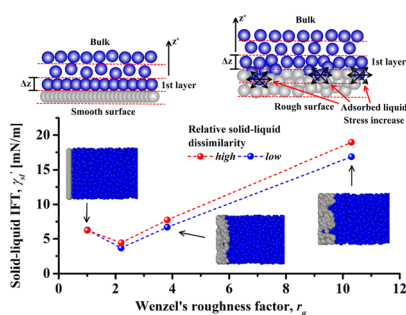 Bulk
z*
Δz
1st layer
Smooth surface
Bulk
z*
Δz
1st layer
Rough surface
Adsorbed liquid
Stress increase
Relative solid-liquid
dissimilarity
high low
Solid-liquid IFT, γsl' [mN/m]
25
20
15
10
5
0
0 2 4 6 8 10 12
Wenzel's roughness factor, ra